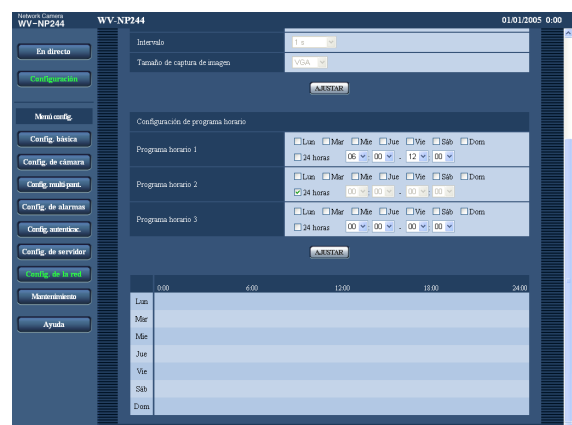 Network Camera
WV-NP244
WV-NP244
01/01/2005 0:00
En directo
Configuración
Menú config.
Config. básica
Config. de cámara
Config. multi-pant.
Config. de alarmas
Config. autenticac.
Config. de servidor
Config. de la red
Mantenimiento
Ayuda
Intervalo
1 s
Tamaño de captura de imagen
VGA
AJUSTAR
Configuración de programa horario
Programa horario 1
Lun Mar Mie Jue Vie Sáb Dom
24 horas 06 : 00 - 12 : 00
Programa horario 2
Lun Mar Mie Jue Vie Sáb Dom
24 horas 00 : 00 - 00 : 00
Programa horario 3
Lun Mar Mie Jue Vie Sáb Dom
24 horas 00 : 00 - 00 : 00
AJUSTAR
0:00 6:00 12:00 18:00 24:00
Lun
Mar
Mie
Jue
Vie
Sáb
Dom